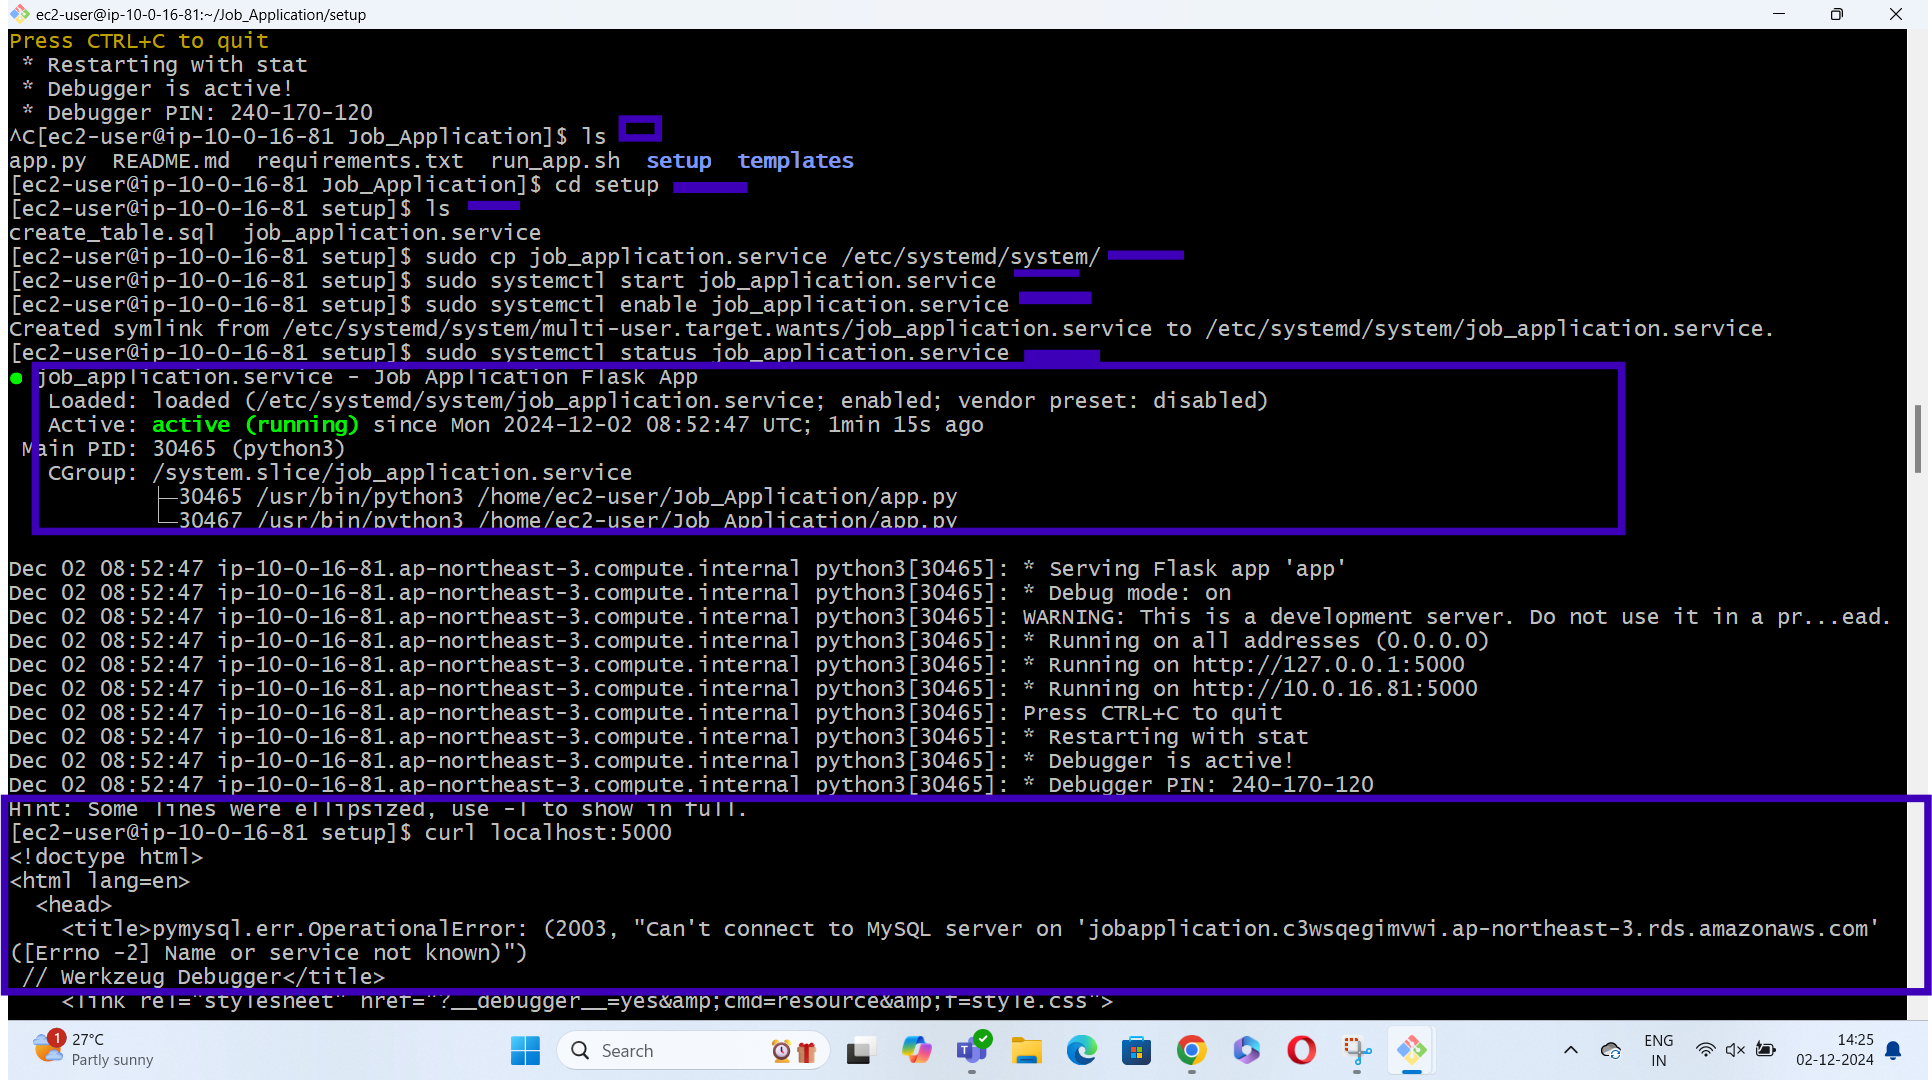 ec2-user@ip-10-0-16-81:~/Job_Application/setup
Press CTRL+C to quit
 * Restarting with stat
 * Debugger is active!
 * Debugger PIN: 240-170-120
^C[ec2-user@ip-10-0-16-81 Job_Application]$ ls
app.py  README.md  requirements.txt  run_app.sh  setup  templates
[ec2-user@ip-10-0-16-81 Job_Application]$ cd setup
[ec2-user@ip-10-0-16-81 setup]$ ls
create_table.sql  job_application.service
[ec2-user@ip-10-0-16-81 setup]$ sudo cp job_application.service /etc/systemd/system/
[ec2-user@ip-10-0-16-81 setup]$ sudo systemctl start job_application.service
[ec2-user@ip-10-0-16-81 setup]$ sudo systemctl enable job_application.service
Created symlink from /etc/systemd/system/multi-user.target.wants/job_application.service to /etc/systemd/system/job_application.service.
[ec2-user@ip-10-0-16-81 setup]$ sudo systemctl status job_application.service
● job_application.service - Job Application Flask App
   Loaded: loaded (/etc/systemd/system/job_application.service; enabled; vendor preset: disabled)
   Active: active (running) since Mon 2024-12-02 08:52:47 UTC; 1min 15s ago
 Main PID: 30465 (python3)
   CGroup: /system.slice/job_application.service
           ├─30465 /usr/bin/python3 /home/ec2-user/Job_Application/app.py
           └─30467 /usr/bin/python3 /home/ec2-user/Job_Application/app.py
Dec 02 08:52:47 ip-10-0-16-81.ap-northeast-3.compute.internal python3[30465]: * Serving Flask app 'app'
Dec 02 08:52:47 ip-10-0-16-81.ap-northeast-3.compute.internal python3[30465]: * Debug mode: on
Dec 02 08:52:47 ip-10-0-16-81.ap-northeast-3.compute.internal python3[30465]: WARNING: This is a development server. Do not use it in a pr...ead.
Dec 02 08:52:47 ip-10-0-16-81.ap-northeast-3.compute.internal python3[30465]: * Running on all addresses (0.0.0.0)
Dec 02 08:52:47 ip-10-0-16-81.ap-northeast-3.compute.internal python3[30465]: * Running on http://127.0.0.1:5000
Dec 02 08:52:47 ip-10-0-16-81.ap-northeast-3.compute.internal python3[30465]: * Running on http://10.0.16.81:5000
Dec 02 08:52:47 ip-10-0-16-81.ap-northeast-3.compute.internal python3[30465]: Press CTRL+C to quit
Dec 02 08:52:47 ip-10-0-16-81.ap-northeast-3.compute.internal python3[30465]: * Restarting with stat
Dec 02 08:52:47 ip-10-0-16-81.ap-northeast-3.compute.internal python3[30465]: * Debugger is active!
Dec 02 08:52:47 ip-10-0-16-81.ap-northeast-3.compute.internal python3[30465]: * Debugger PIN: 240-170-120
Hint: Some lines were ellipsized, use -l to show in full.
[ec2-user@ip-10-0-16-81 setup]$ curl localhost:5000
<!doctype html>
<html lang=en>
  <head>
    <title>pymysql.err.OperationalError: (2003, "Can't connect to MySQL server on 'jobapplication.c3wsqegimvwi.ap-northeast-3.rds.amazonaws.com'
([Errno -2] Name or service not known)")
 // Werkzeug Debugger</title>
    <link rel="stylesheet" href="?__debugger__=yes&amp;cmd=resource&amp;f=style.css">
1
27°C
Partly sunny
Search
ENG
IN
14:25
02-12-2024